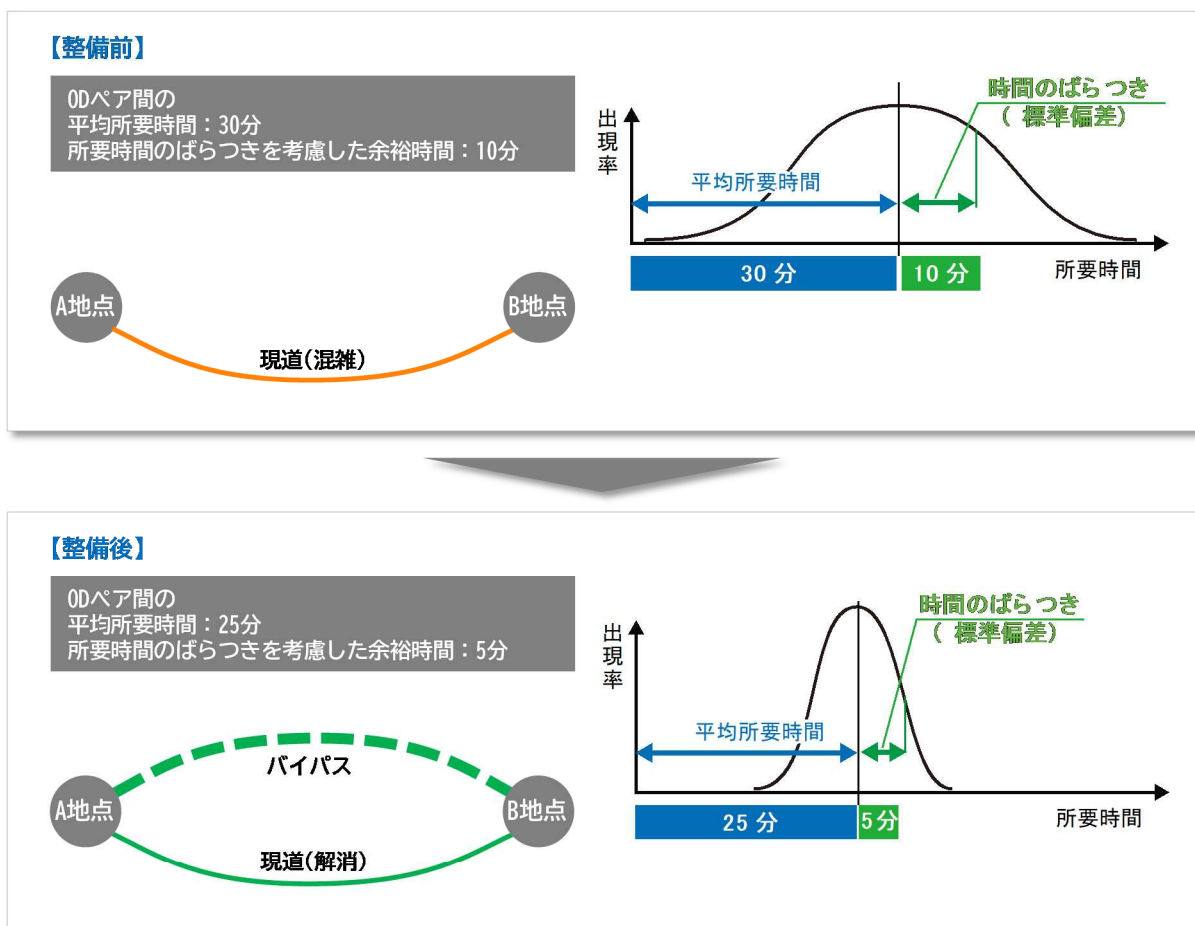 【整備前】
ODペア間の
平均所要時間：30分
所要時間のばらつきを考慮した余裕時間：10分
A地点
B地点
現道(混雑)
出現率
時間のばらつき
( 標準偏差)
平均所要時間
30 分
10 分
所要時間
【整備後】
ODペア間の
平均所要時間：25分
所要時間のばらつきを考慮した余裕時間：5分
バイパス
A地点
B地点
現道(解消)
出現率
時間のばらつき
( 標準偏差)
平均所要時間
25 分
5分
所要時間